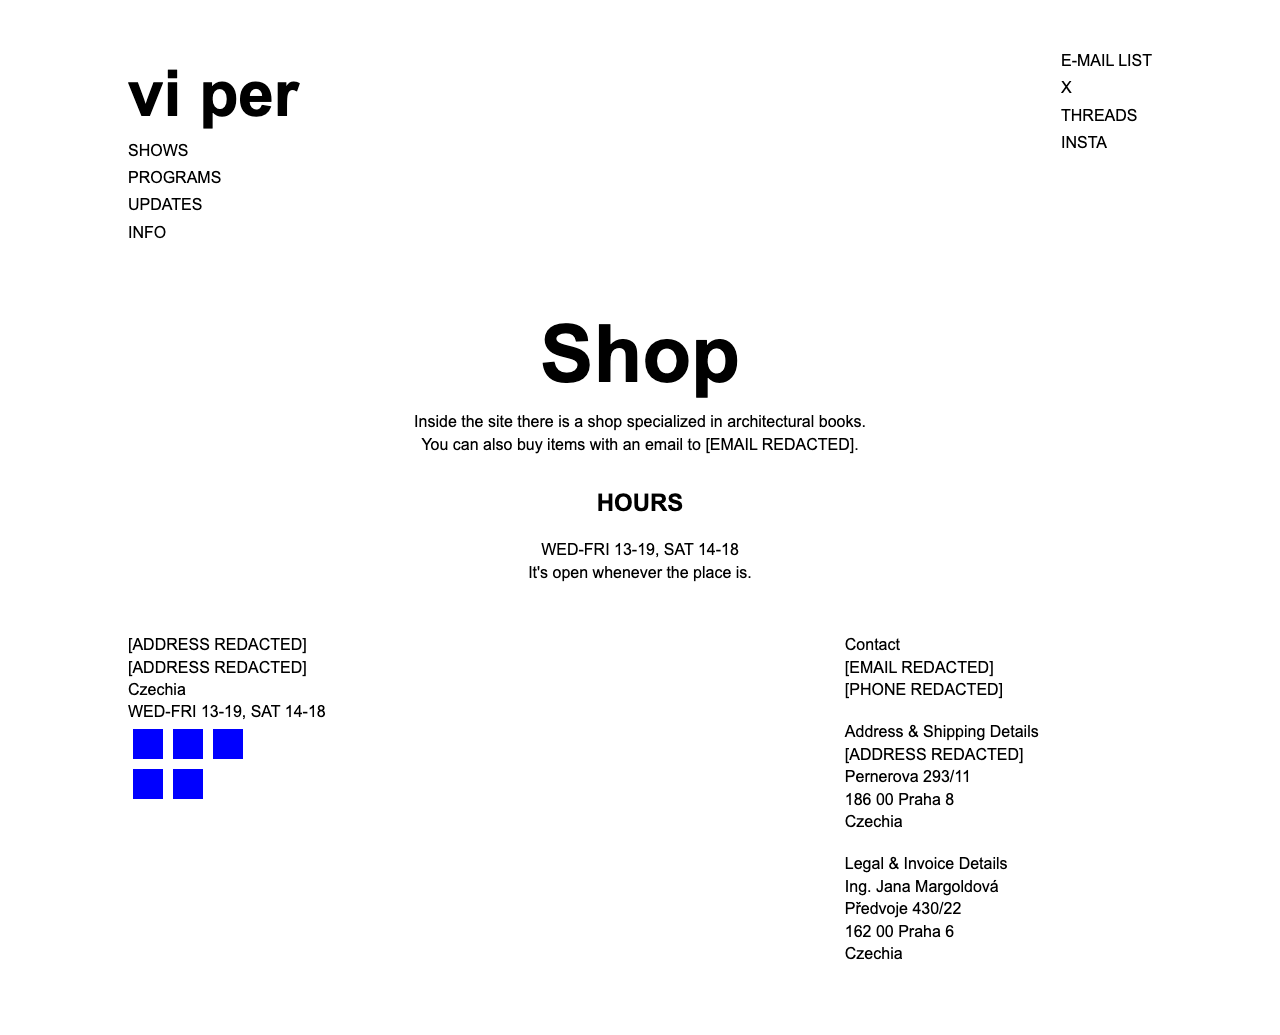 vi per
SHOWS
PROGRAMS
UPDATES
INFO
E-MAIL LIST
X
THREADS
INSTA
Shop
Inside the site there is a shop specialized in architectural books.
You can also buy items with an email to [EMAIL REDACTED].
HOURS
WED-FRI 13-19, SAT 14-18
It's open whenever the place is.
[ADDRESS REDACTED]
[ADDRESS REDACTED]
Czechia
WED-FRI 13-19, SAT 14-18
Contact
[EMAIL REDACTED]
[PHONE REDACTED]
Address & Shipping Details
[ADDRESS REDACTED]
Pernerova 293/11
186 00 Praha 8
Czechia
Legal & Invoice Details
Ing. Jana Margoldová
Předvoje 430/22
162 00 Praha 6
Czechia